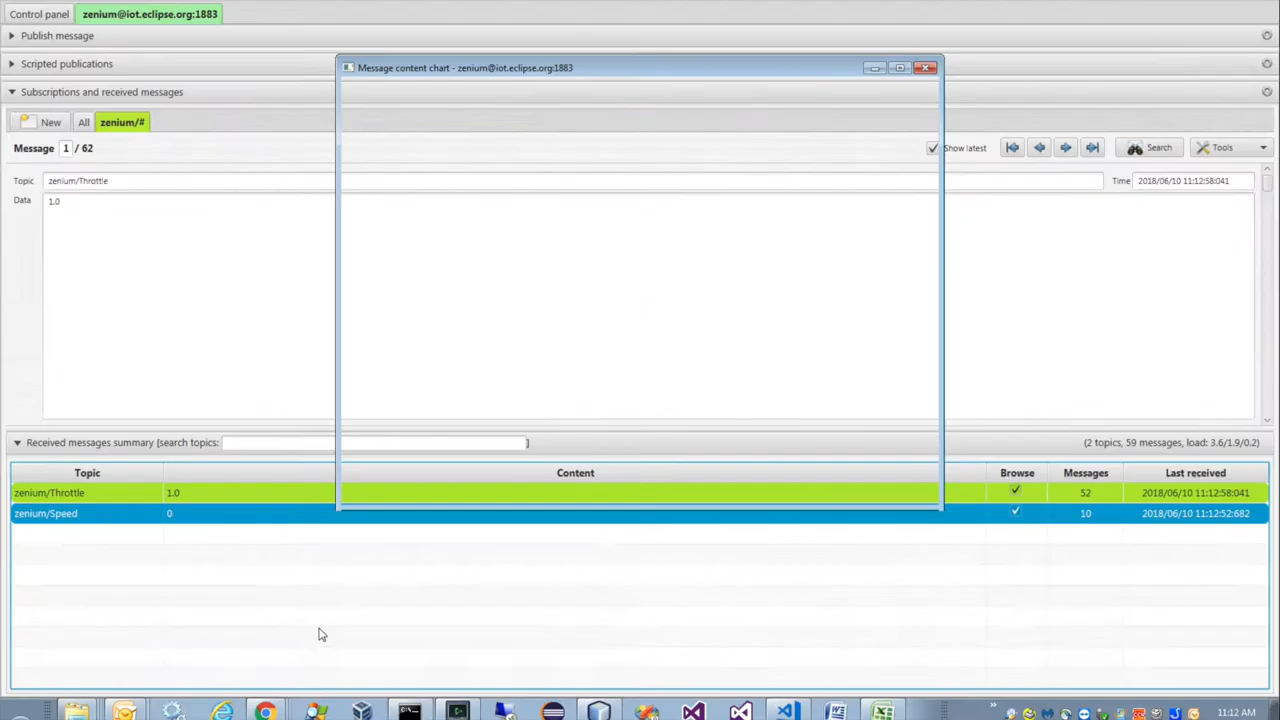 Control panel zenium@iot.eclipse.org:1883
Publish message
Message content chart - zenium@iot.eclipse.org:1883
Scripted publications
Subscriptions and received messages
New All zenium/#
Message 1 / 62 Show latest Search Tools
Topic zenium/Throttle Time 2018/06/10 11:12:58:041
Data 1.0
Received messages summary [search topics: ] (2 topics, 59 messages, load: 3.6/1.9/0.2)
Topic Content Browse Messages Last received
zenium/Throttle 1.0 52 2018/06/10 11:12:58:041
zenium/Speed 0 10 2018/06/10 11:12:52:682
11:12 AM